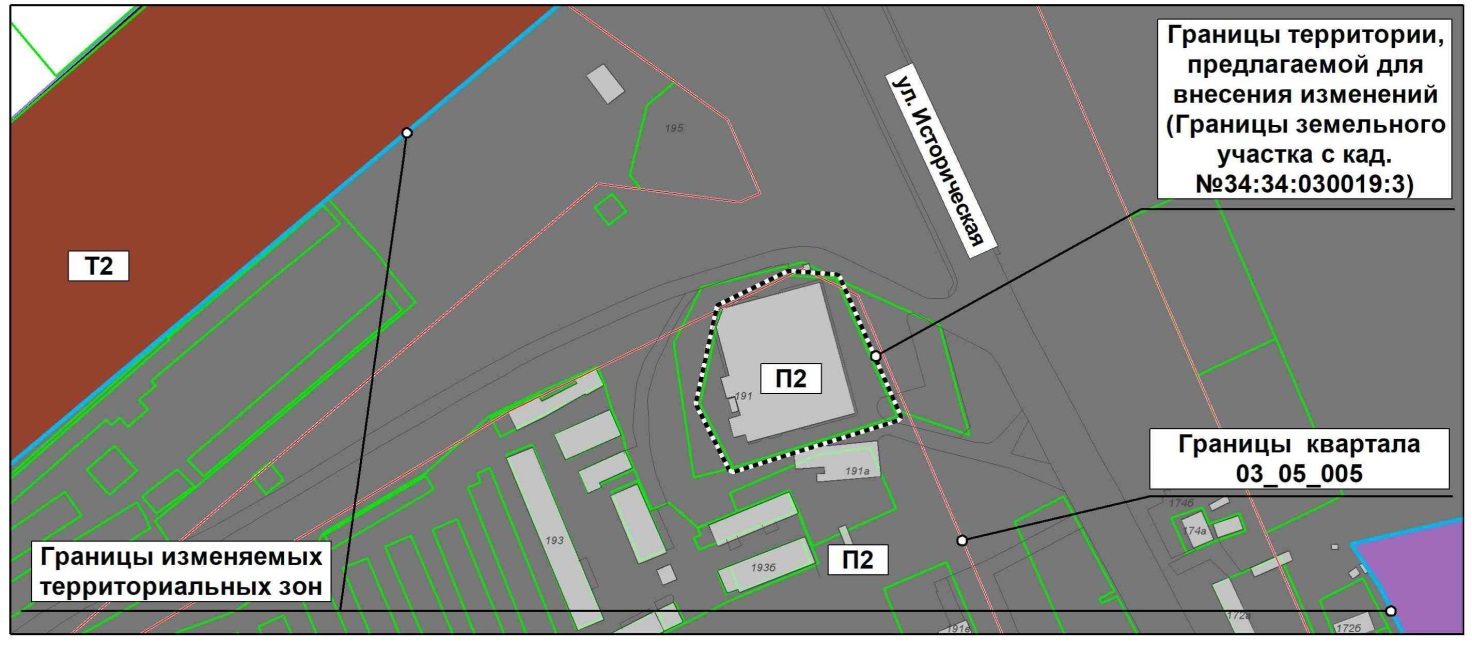 Границы территории,
предлагаемой для
внесения изменений
(Границы земельного
участка с кад.
№34:34:030019:3)
ул. Историческая
195
Т2
П2
191
Границы квартала
03_05_005
191а
174б
174а
193
П2
193б
Границы изменяемых
территориальных зон
172а
172б